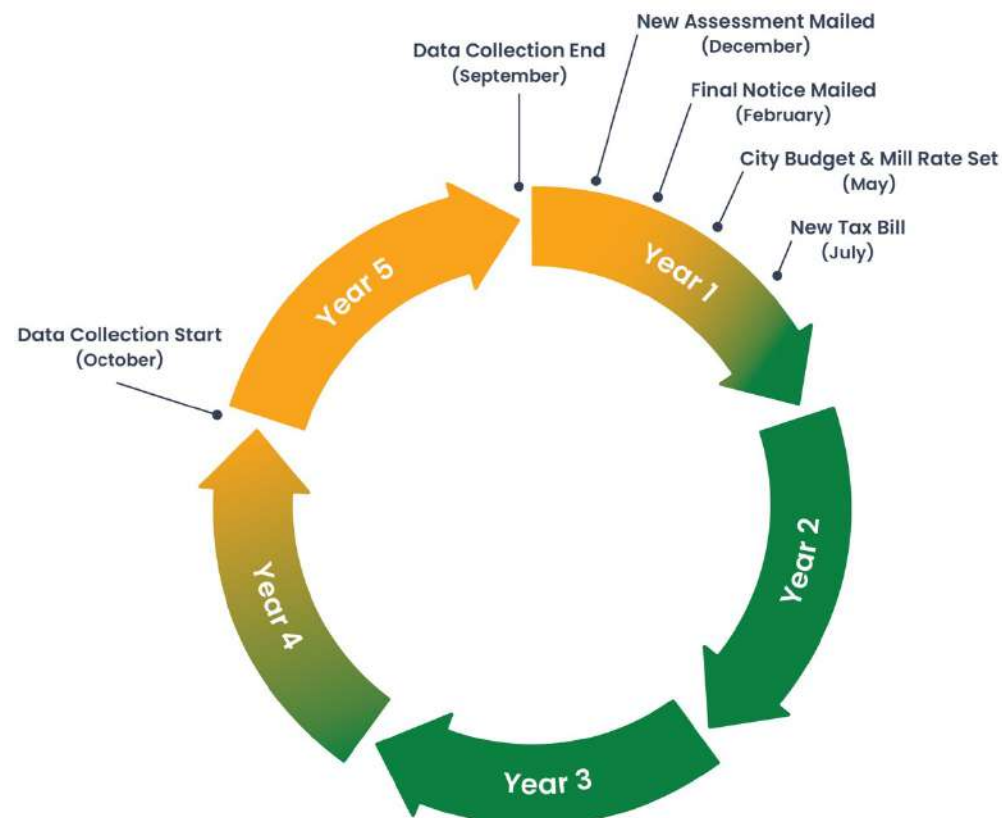 New Assessment Mailed
(December)
Data Collection End
(September)
Final Notice Mailed
(February)
City Budget & Mill Rate Set
(May)
New Tax Bill
(July)
Year 1
Year 2
Year 3
Year 4
Data Collection Start
(October)
Year 5